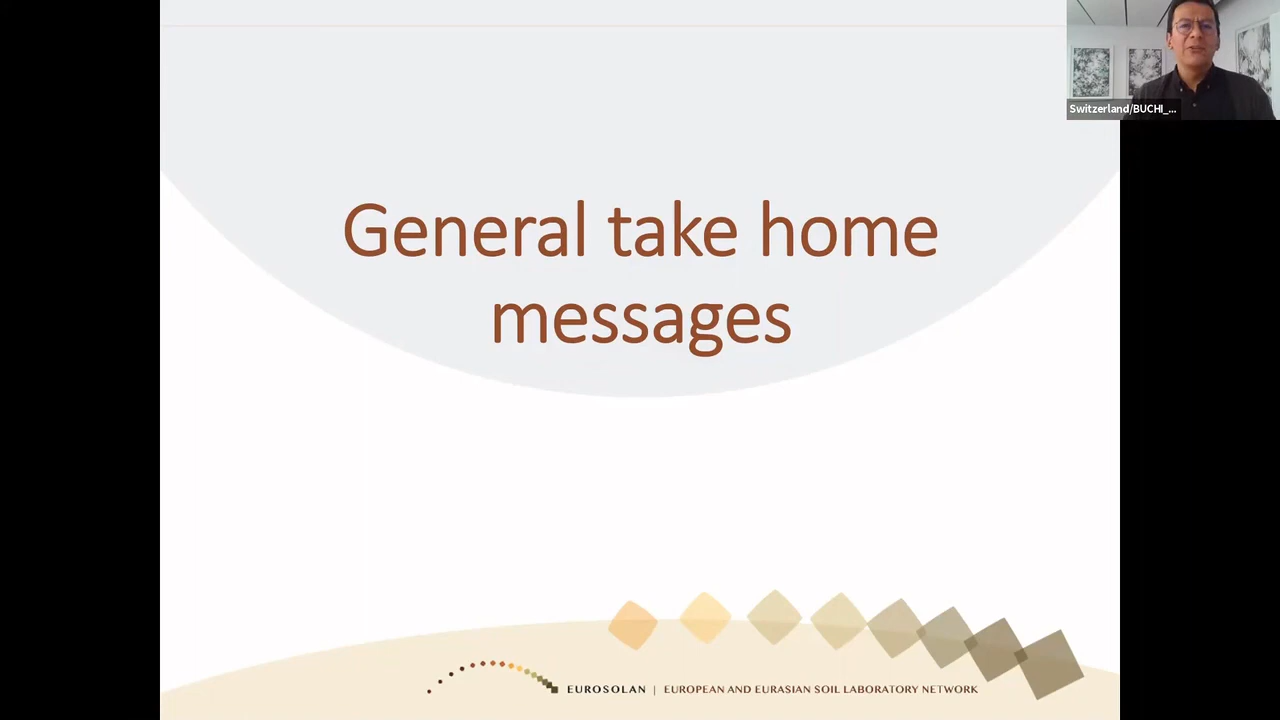 Switzerland/BUCHI_...
General take home
messages
EUROSOLAN | EUROPEAN AND EURASIAN SOIL LABORATORY NETWORK